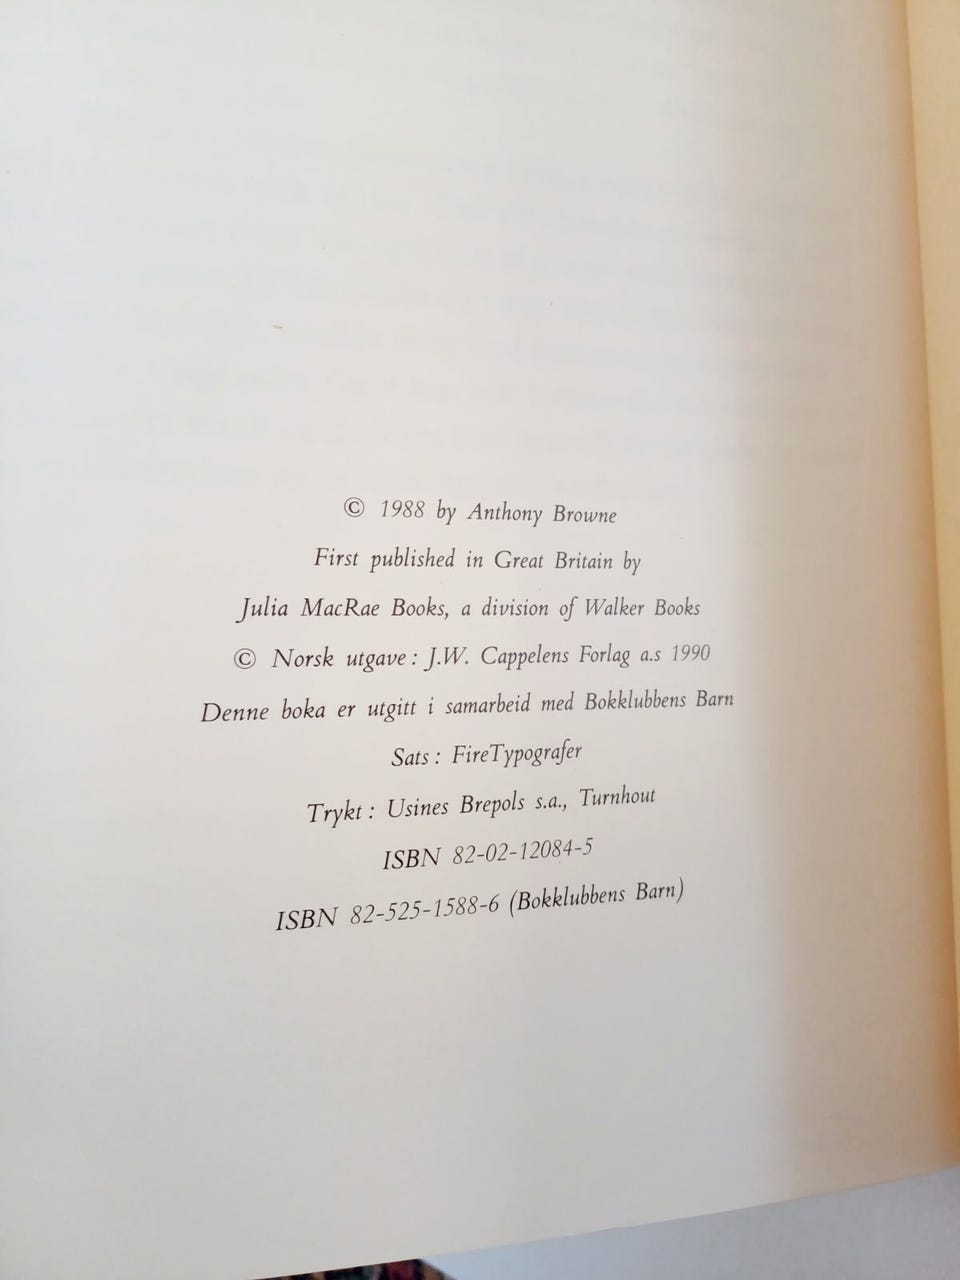 © 1988 by Anthony Browne
First published in Great Britain by
Julia MacRae Books, a division of Walker Books
© Norsk utgave: J.W. Cappelens Forlag a.s 1990
Denne boka er utgitt i samarbeid med Bokklubbens Barn
Sats: FireTypografer
Trykt: Usines Brepols s.a., Turnhout
ISBN 82-02-12084-5
ISBN 82-525-1588-6 (Bokklubbens Barn)